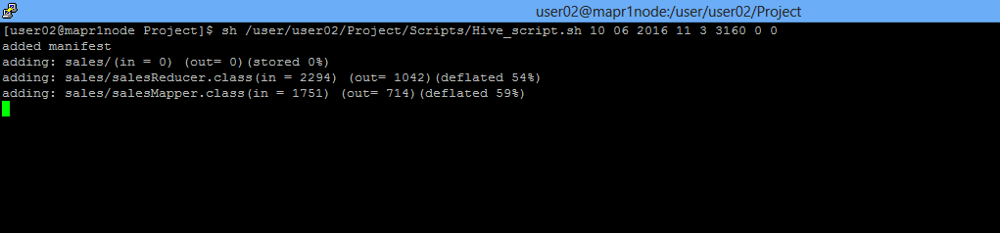 user02@mapr1node:/user/user02/Project
[user02@mapr1node Project]$ sh /user/user02/Project/Scripts/Hive_script.sh 10 06 2016 11 3 3160 0 0
added manifest
adding: sales/(in = 0) (out= 0)(stored 0%)
adding: sales/salesReducer.class(in = 2294) (out= 1042)(deflated 54%)
adding: sales/salesMapper.class(in = 1751) (out= 714)(deflated 59%)